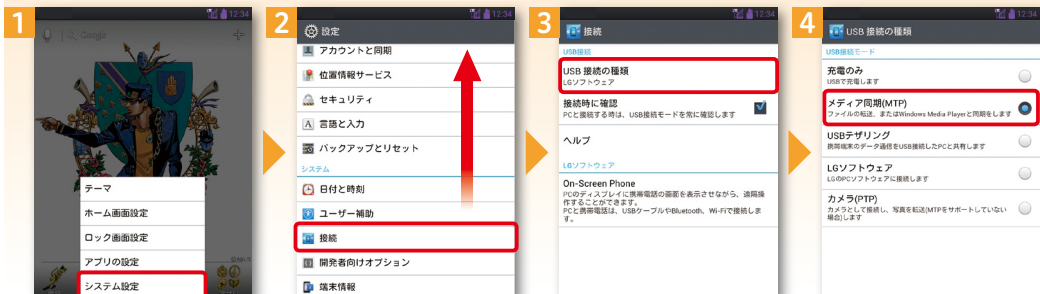 1
12:34
Google
テーマ
ホーム画面設定
ロック画面設定
アプリの設定
システム設定
2
12:34
設定
アカウントと同期
位置情報サービス
セキュリティ
A 言語と入力
バックアップとリセット
システム
日付と時刻
ユーザー補助
接続
開発者向けオプション
端末情報
3
12:34
接続
USB接続
USB 接続の種類
LGソフトウェア
接続時に確認
PCと接続する時は、USB接続モードを常に確認します
ヘルプ
LGソフトウェア
On-Screen Phone
PCのディスプレイに携帯電話の画面を表示させながら、遠隔操
作することができます。
PCと携帯電話は、USBケーブルやBluetooth、Wi-Fiで接続しま
す。
4
12:34
USB 接続の種類
USB接続モード
充電のみ
USBで充電します
メディア同期(MTP)
ファイルの転送、またはWindows Media Playerと同期をします
USBテザリング
携帯端末のデータ通信をUSB接続したPCと共有します
LGソフトウェア
LGのPCソフトウェアに接続します
カメラ(PTP)
カメラとして接続し、写真を転送(MTPをサポートしていない
場合)します